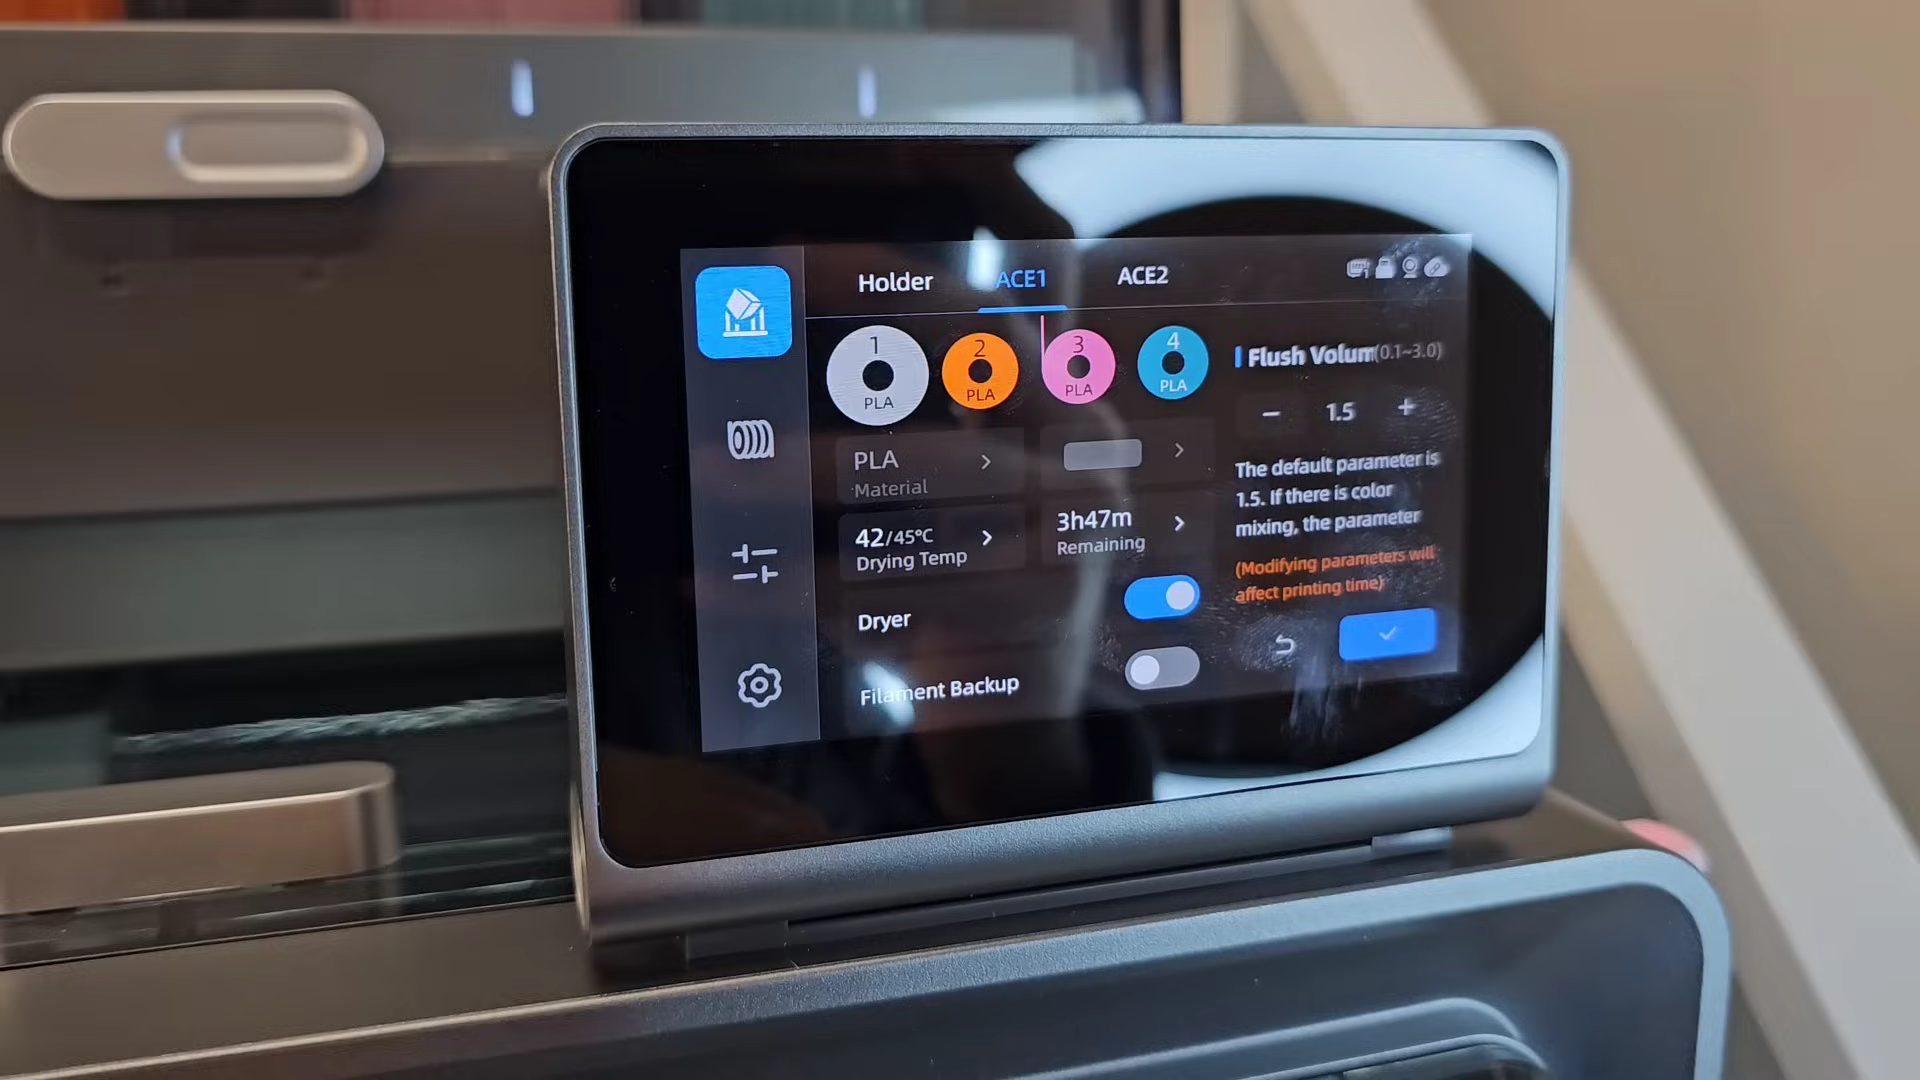 Holder ACE1 ACE2
1 2 3 4
PLA PLA PLA PLA
Flush Volum(0.1~3.0)
− 1.5 +
PLA
Material
The default parameter is
1.5. If there is color
mixing, the parameter
42/45°C
Drying Temp
3h47m
Remaining
(Modifying parameters will
affect printing time)
Dryer
Filament Backup